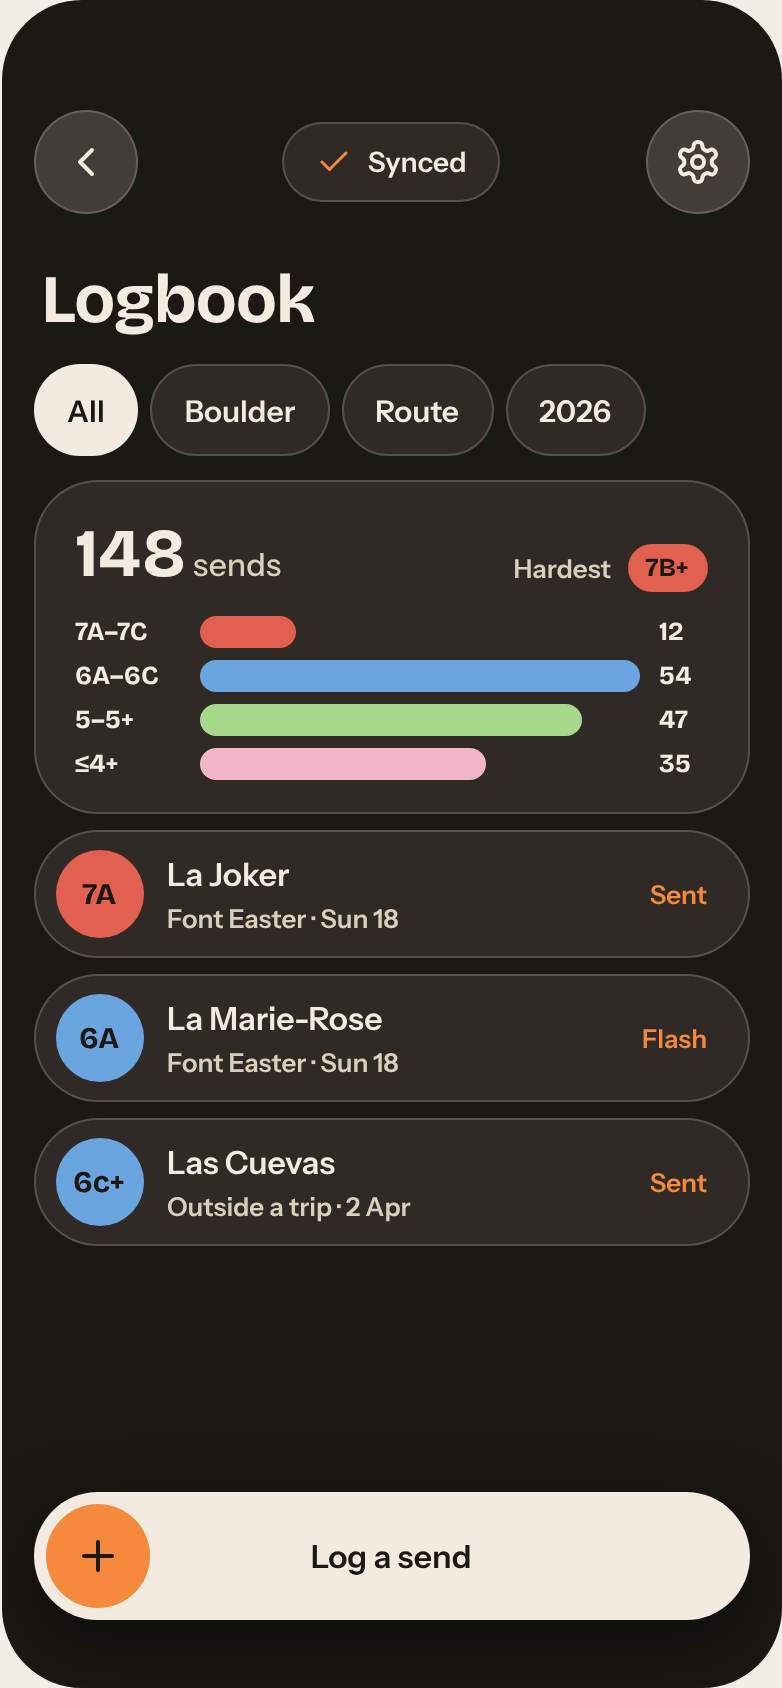 Synced
Logbook
All
Boulder
Route
2026
148 sends
Hardest 7B+
7A–7C 12
6A–6C 54
5–5+ 47
≤4+ 35
7A
La Joker
Font Easter · Sun 18
Sent
6A
La Marie-Rose
Font Easter · Sun 18
Flash
6c+
Las Cuevas
Outside a trip · 2 Apr
Sent
Log a send